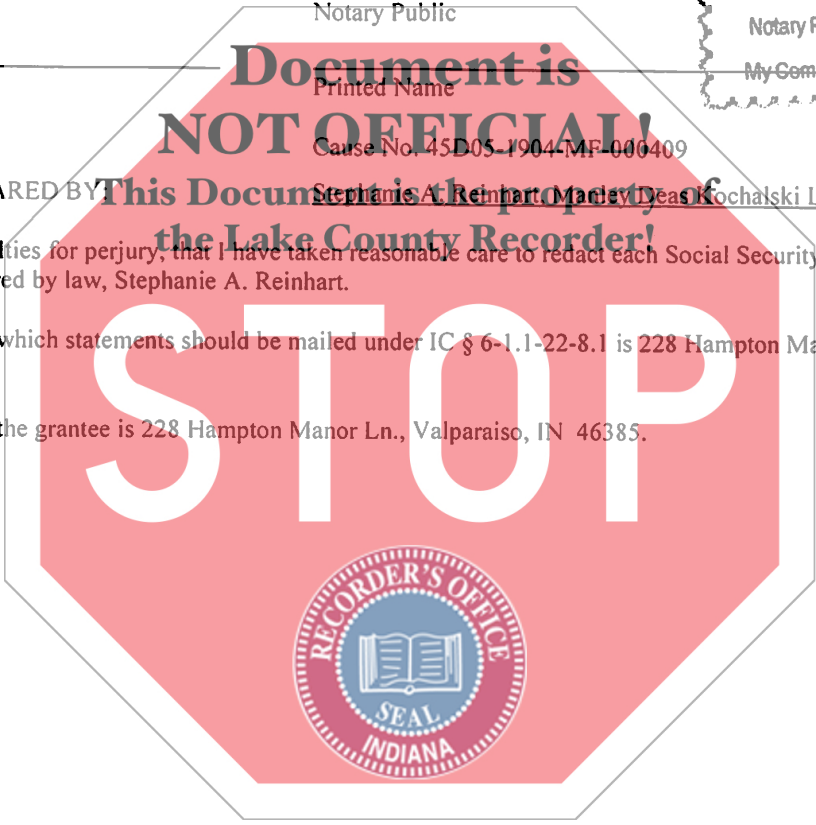 Notary Public
Notary P
Document is
My Com
Printed Name
NOT OFFICIAL!
Cause No. 45D05-1904-MF-000409
ARED BY:
This Document is the property of
Stephanie A. Reinhart, Manley Deas Kochalski L
the Lake County Recorder!
lties for perjury, that I have taken reasonable care to redact each Social Security
ed by law, Stephanie A. Reinhart.
STOP
which statements should be mailed under IC § 6-1.1-22-8.1 is 228 Hampton Ma
the grantee is 228 Hampton Manor Ln., Valparaiso, IN 46385.
RECORDER'S OFFICE
SEAL
INDIANA